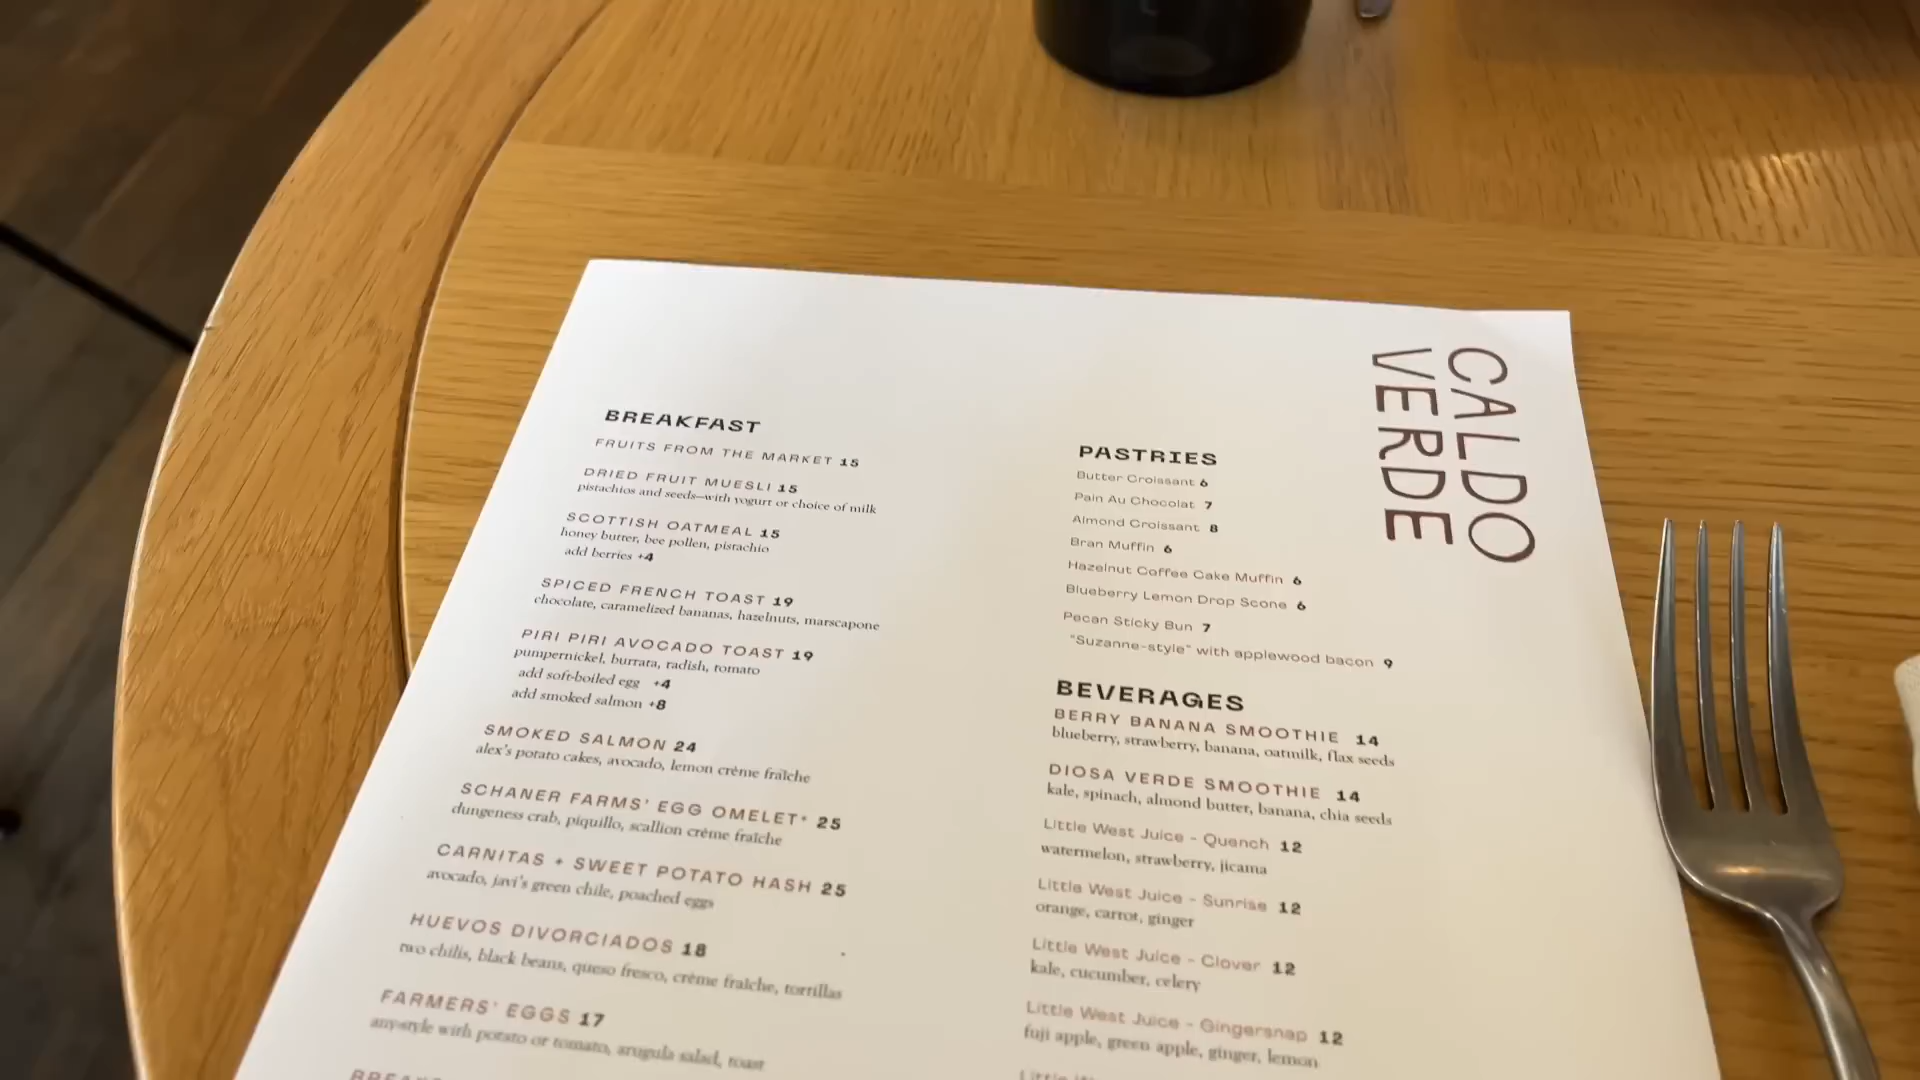 CALDO
VERDE
BREAKFAST
FRUITS FROM THE MARKET 15
DRIED FRUIT MUESLI 15
pistachios and seeds—with yogurt or choice of milk
SCOTTISH OATMEAL 15
honey butter, bee pollen, pistachio
add berries +4
SPICED FRENCH TOAST 19
chocolate, caramelized bananas, hazelnuts, marscapone
PIRI PIRI AVOCADO TOAST 19
pumpernickel, burrata, radish, tomato
add soft-boiled egg +4
add smoked salmon +8
SMOKED SALMON 24
alex's potato cakes, avocado, lemon crème fraîche
SCHANER FARMS' EGG OMELET* 25
dungeness crab, piquillo, scallion crème fraîche
CARNITAS + SWEET POTATO HASH 25
avocado, javi's green chile, poached eggs
HUEVOS DIVORCIADOS 18
two chilis, black beans, queso fresco, crème fraîche, tortillas
FARMERS' EGGS 17
any-style with potato or tomato, arugula salad, toast
PASTRIES
Butter Croissant 6
Pain Au Chocolat 7
Almond Croissant 8
Bran Muffin 6
Hazelnut Coffee Cake Muffin 6
Blueberry Lemon Drop Scone 6
Pecan Sticky Bun 7
"Suzanne-style" with applewood bacon 9
BEVERAGES
BERRY BANANA SMOOTHIE 14
blueberry, strawberry, banana, oatmilk, flax seeds
DIOSA VERDE SMOOTHIE 14
kale, spinach, almond butter, banana, chia seeds
Little West Juice - Quench 12
watermelon, strawberry, jicama
Little West Juice - Sunrise 12
orange, carrot, ginger
Little West Juice - Clover 12
kale, cucumber, celery
Little West Juice - Gingersnap 12
fuji apple, green apple, ginger, lemon